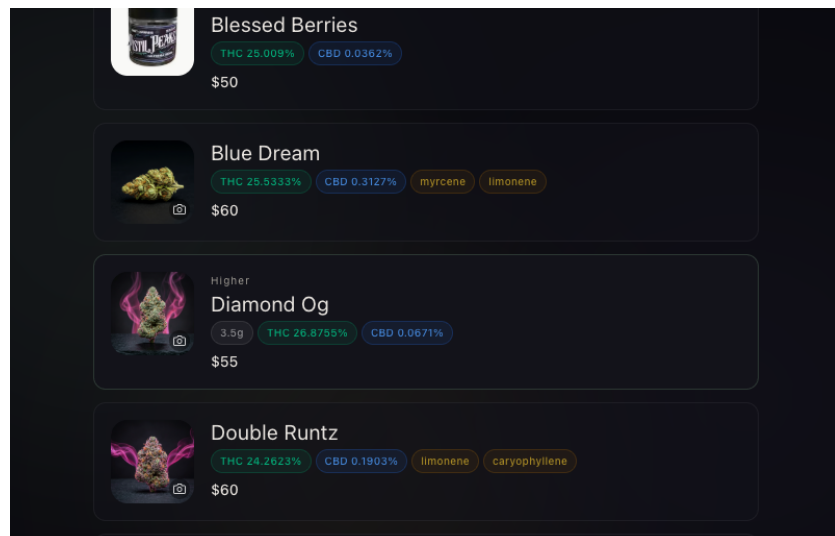 PISTIL PEAKS
Blessed Berries
THC 25.009% CBD 0.0362%
$50
Blue Dream
THC 25.5333% CBD 0.3127% myrcene limonene
$60
Higher
Diamond Og
3.5g THC 26.8755% CBD 0.0671%
$55
Double Runtz
THC 24.2623% CBD 0.1903% limonene caryophyllene
$60